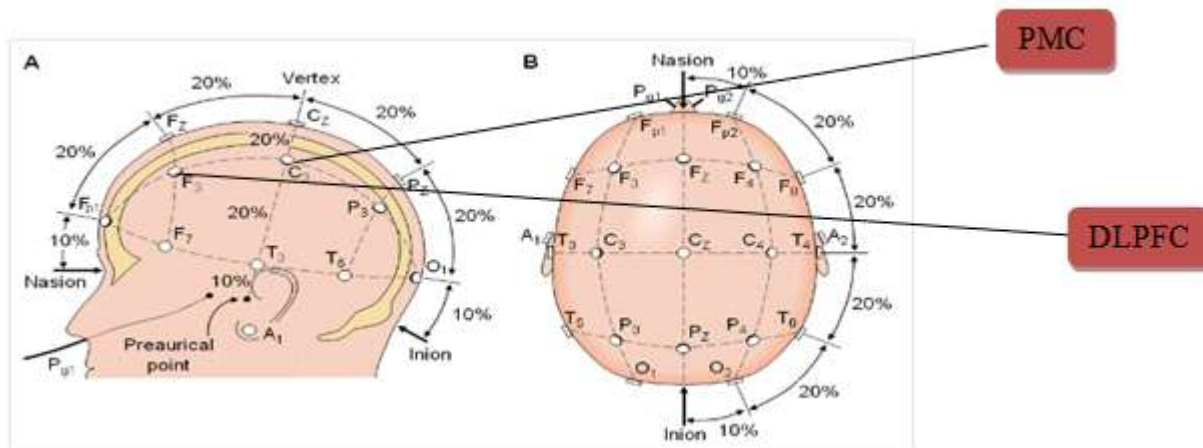 PMC
DLPFC
A
20%
Vertex
20%
Fz
Cz
20%
20%
F3
C3
Pz
Fp1
20%
P3
20%
10%
F7
T3
T5
O1
Nasion
10%
10%
A1
Preaurical
point
Inion
Pg1
B
Nasion
10%
Pg1
Pg2
Fp1
Fp2
20%
F7
F3
Fz
F4
F8
20%
A1
T3
C3
Cz
C4
T4
A2
20%
T5
P3
Pz
P4
T6
O1
O2
20%
Inion
10%